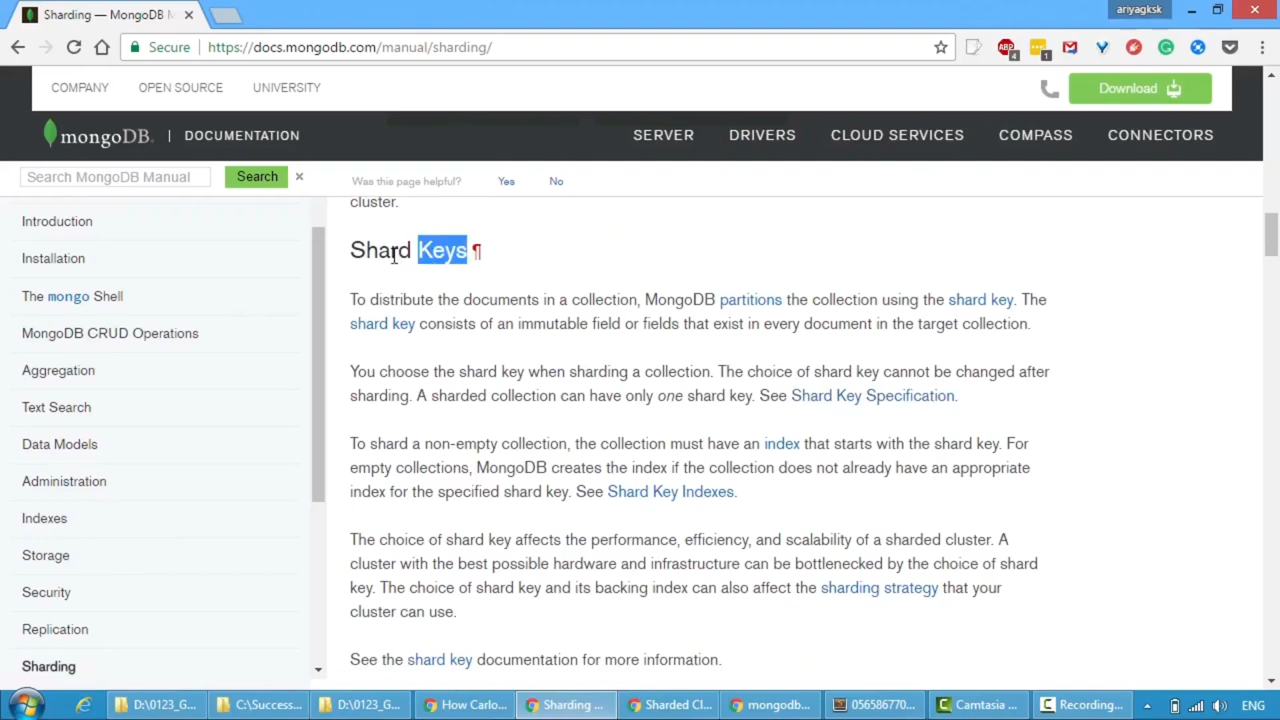 Sharding — MongoDB M
ariyagksk
Secure
https://docs.mongodb.com/manual/sharding/
ABP
4
1
COMPANY
OPEN SOURCE
UNIVERSITY
Download
mongoDB. | DOCUMENTATION
SERVER
DRIVERS
CLOUD SERVICES
COMPASS
CONNECTORS
Search MongoDB Manual
Search
×
Was this page helpful?
Yes
No
Introduction
Installation
The mongo Shell
MongoDB CRUD Operations
Aggregation
Text Search
Data Models
Administration
Indexes
Storage
Security
Replication
Sharding
cluster.
Shard Keys ¶
To distribute the documents in a collection, MongoDB partitions the collection using the shard key. The
shard key consists of an immutable field or fields that exist in every document in the target collection.
You choose the shard key when sharding a collection. The choice of shard key cannot be changed after
sharding. A sharded collection can have only one shard key. See Shard Key Specification.
To shard a non-empty collection, the collection must have an index that starts with the shard key. For
empty collections, MongoDB creates the index if the collection does not already have an appropriate
index for the specified shard key. See Shard Key Indexes.
The choice of shard key affects the performance, efficiency, and scalability of a sharded cluster. A
cluster with the best possible hardware and infrastructure can be bottlenecked by the choice of shard
key. The choice of shard key and its backing index can also affect the sharding strategy that your
cluster can use.
See the shard key documentation for more information.
D:\0123_G...
C:\Success...
D:\0123_G...
How Carlo...
Sharding ...
Sharded Cl...
mongodb...
056586770...
Camtasia ...
Recording...
ENG